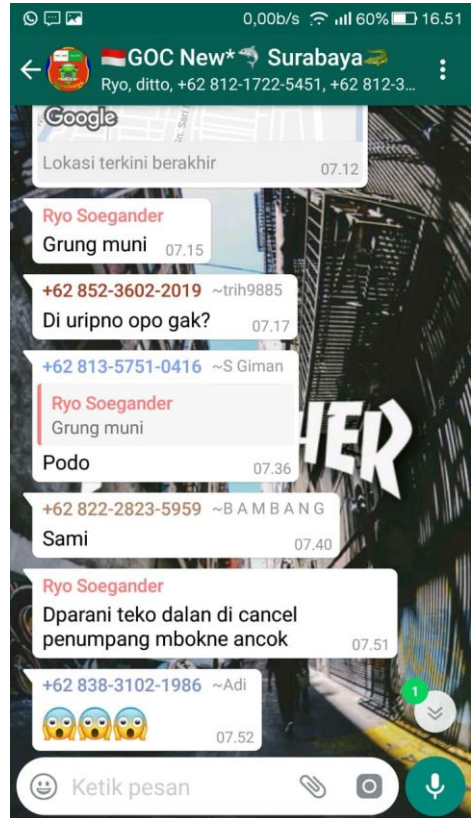 0,00b/s 60% 16.51
GOC New* Surabaya
Ryo, ditto, +62 812-1722-5451, +62 812-3...
Google
Lokasi terkini berakhir 07.12
Ryo Soegander
Grung muni 07.15
+62 852-3602-2019 ~trih9885
Di uripno opo gak? 07.17
+62 813-5751-0416 ~S Giman
Ryo Soegander
Grung muni
Podo 07.36
HER
+62 822-2823-5959 ~B A M B A N G
Sami 07.40
Ryo Soegander
Dparani teko dalan di cancel
penumpang mbokne ancok 07.51
+62 838-3102-1986 ~Adi
😱😱😱 07.52
1
Ketik pesan